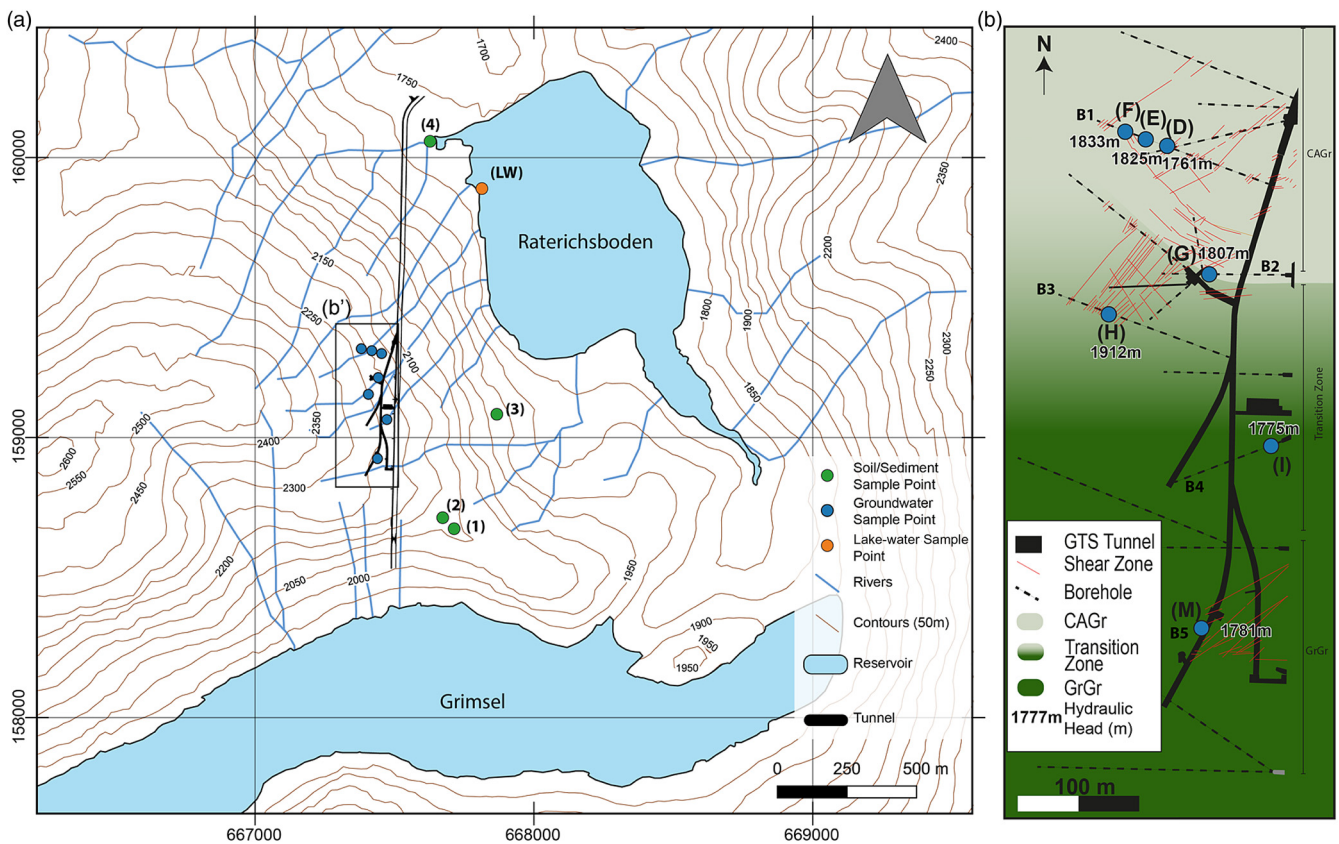 (a)
1700
2400
1750
(4)
160000
2350
(LW)
Raterichsboden
2150
2200
(b')
2250
1800
1900
2300
2100
2250
1850
2350
(3)
2500
159000
2400
2600
2550
2450
2300
(2)
(1)
2200
1950
2050
2000
1900
1950
1950
Grimsel
158000
Soil/Sediment
Sample Point
Groundwater
Sample Point
Lake-water Sample
Point
Rivers
Contours (50m)
Reservoir
Tunnel
0 250 500 m
667000 668000 669000
(b)
N
B1
(F)
(E)
(D)
1833m
1825m
1761m
CAGr
(G)
1807m
B2
B3
(H)
1912m
Transition Zone
1775m
(I)
B4
GTS Tunnel
Shear Zone
Borehole
CAGr
Transition
Zone
GrGr
1777m
Hydraulic
Head (m)
(M)
B5
1781m
GrGr
100 m